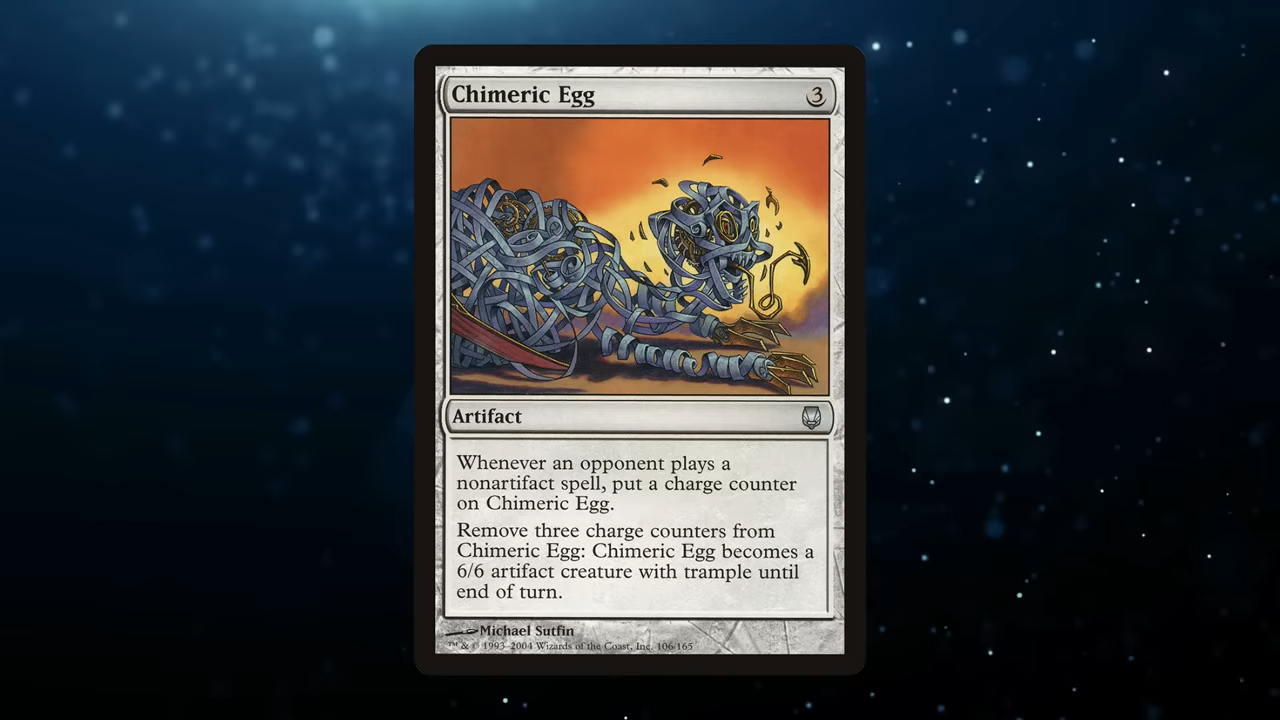 Chimeric Egg 3
Artifact
Whenever an opponent plays a
nonartifact spell, put a charge counter
on Chimeric Egg.
Remove three charge counters from
Chimeric Egg: Chimeric Egg becomes a
6/6 artifact creature with trample until
end of turn.
Michael Sutfin
™ & © 1993–2004 Wizards of the Coast, Inc. 106/165